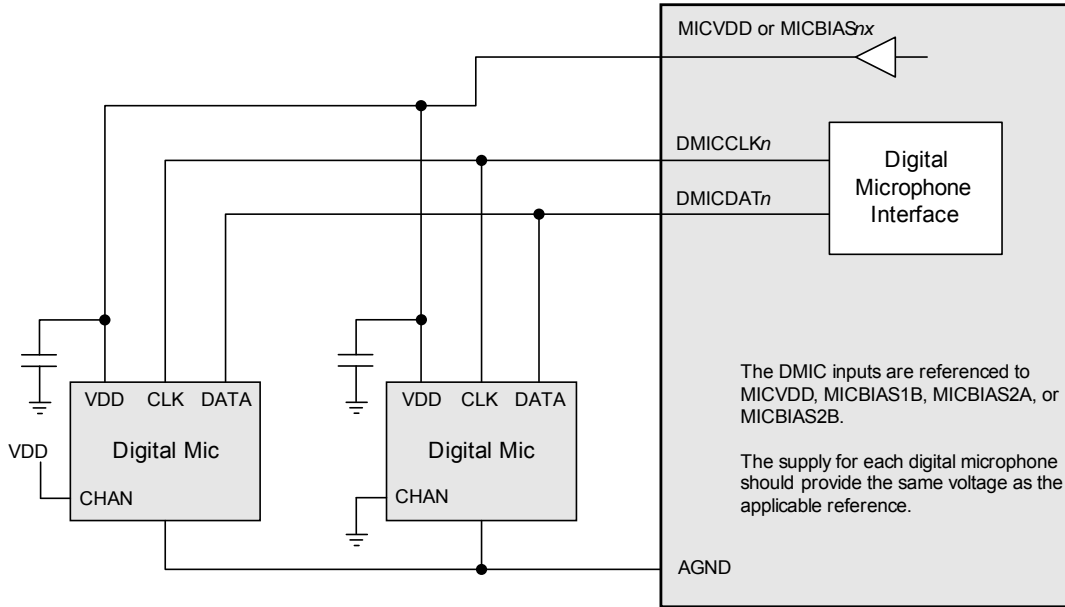 MICVDD or MICBIASnx
DMICCLKn
Digital
Microphone
Interface
DMICDATn
VDD CLK DATA
Digital Mic
VDD
CHAN
VDD CLK DATA
Digital Mic
CHAN
The DMIC inputs are referenced to
MICVDD, MICBIAS1B, MICBIAS2A, or
MICBIAS2B.
The supply for each digital microphone
should provide the same voltage as the
applicable reference.
AGND